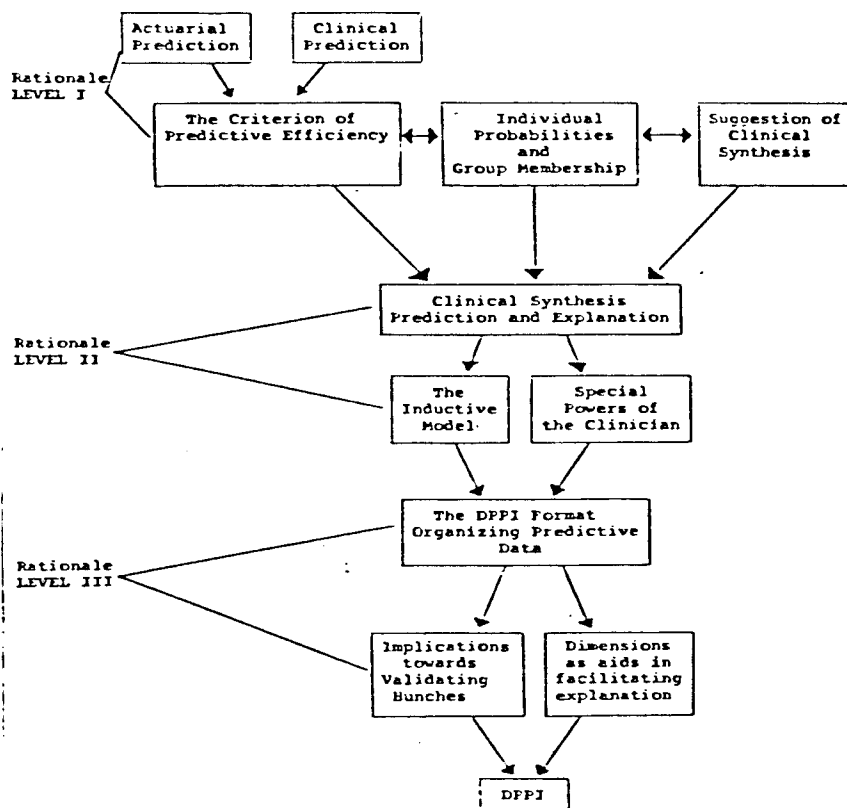 Actuarial
Prediction
Clinical
Prediction
Rationale
LEVEL I
The Criterion of
Predictive Efficiency
Individual
Probabilities
and
Group Membership
Suggestion of
Clinical
Synthesis
Clinical Synthesis
Prediction and Explanation
Rationale
LEVEL II
The
Inductive
Model
Special
Powers of
the Clinician
The DPPI Format
Organizing Predictive
Data
Rationale
LEVEL III
Implications
towards
Validating
Hunches
Dimensions
as aids in
facilitating
explanation
DPPI